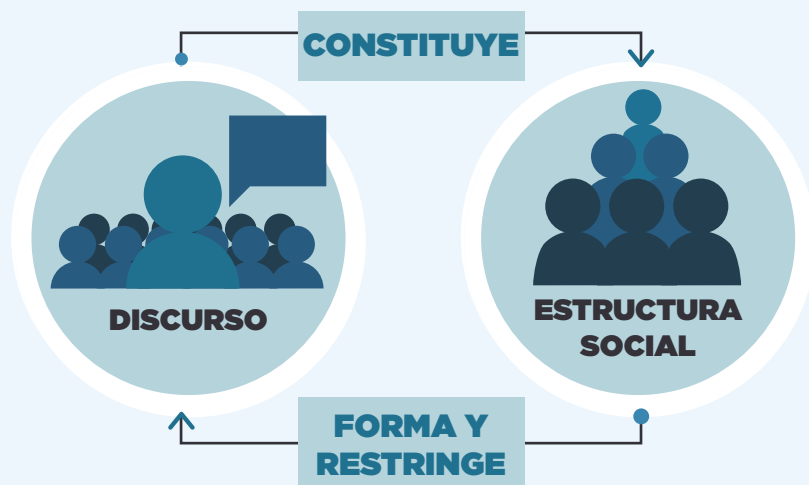 CONSTITUYE
DISCURSO
ESTRUCTURA
SOCIAL
FORMA Y
RESTRINGE